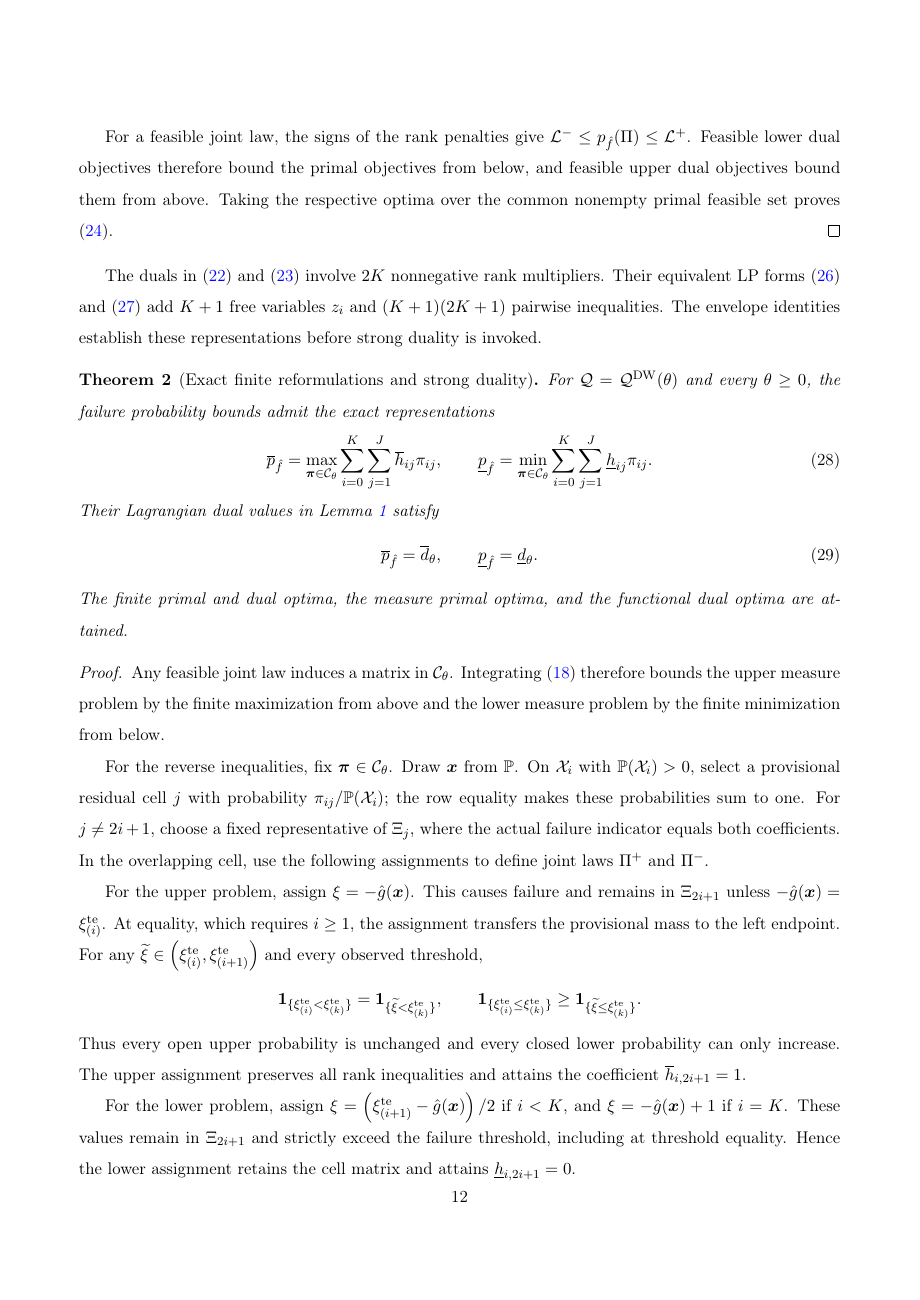 For a feasible joint law, the signs of the rank penalties give ℒ⁻ ≤ p_f̂(Π) ≤ ℒ⁺. Feasible lower dual
objectives therefore bound the primal objectives from below, and feasible upper dual objectives bound
them from above. Taking the respective optima over the common nonempty primal feasible set proves
(24). □
The duals in (22) and (23) involve 2K nonnegative rank multipliers. Their equivalent LP forms (26)
and (27) add K + 1 free variables z_i and (K + 1)(2K + 1) pairwise inequalities. The envelope identities
establish these representations before strong duality is invoked.
Theorem 2 (Exact finite reformulations and strong duality). For 𝒬 = 𝒬^DW(θ) and every θ ≥ 0, the
failure probability bounds admit the exact representations
p̅_f̂ = max_{π∈𝒞_θ} ∑_{i=0}^{K} ∑_{j=1}^{J} h̅_{ij}π_{ij}, p̲_f̂ = min_{π∈𝒞_θ} ∑_{i=0}^{K} ∑_{j=1}^{J} h̲_{ij}π_{ij}. (28)
Their Lagrangian dual values in Lemma 1 satisfy
p̅_f̂ = d̅_θ, p̲_f̂ = d̲_θ. (29)
The finite primal and dual optima, the measure primal optima, and the functional dual optima are at-
tained.
Proof. Any feasible joint law induces a matrix in 𝒞_θ. Integrating (18) therefore bounds the upper measure
problem by the finite maximization from above and the lower measure problem by the finite minimization
from below.
For the reverse inequalities, fix π ∈ 𝒞_θ. Draw x from ℙ. On 𝒳_i with ℙ(𝒳_i) > 0, select a provisional
residual cell j with probability π_{ij}/ℙ(𝒳_i); the row equality makes these probabilities sum to one. For
j ≠ 2i + 1, choose a fixed representative of Ξ_j, where the actual failure indicator equals both coefficients.
In the overlapping cell, use the following assignments to define joint laws Π⁺ and Π⁻.
For the upper problem, assign ξ = −ĝ(x). This causes failure and remains in Ξ_{2i+1} unless −ĝ(x) =
ξ^te_{(i)}. At equality, which requires i ≥ 1, the assignment transfers the provisional mass to the left endpoint.
For any ξ̃ ∈ (ξ^te_{(i)}, ξ^te_{(i+1)}) and every observed threshold,
1_{ξ^te_{(i)}<ξ^te_{(k)}} = 1_{ξ̃<ξ^te_{(k)}}, 1_{ξ^te_{(i)}≤ξ^te_{(k)}} ≥ 1_{ξ̃≤ξ^te_{(k)}}.
Thus every open upper probability is unchanged and every closed lower probability can only increase.
The upper assignment preserves all rank inequalities and attains the coefficient h̅_{i,2i+1} = 1.
For the lower problem, assign ξ = (ξ^te_{(i+1)} − ĝ(x)) /2 if i < K, and ξ = −ĝ(x) + 1 if i = K. These
values remain in Ξ_{2i+1} and strictly exceed the failure threshold, including at threshold equality. Hence
the lower assignment retains the cell matrix and attains h̲_{i,2i+1} = 0.
12